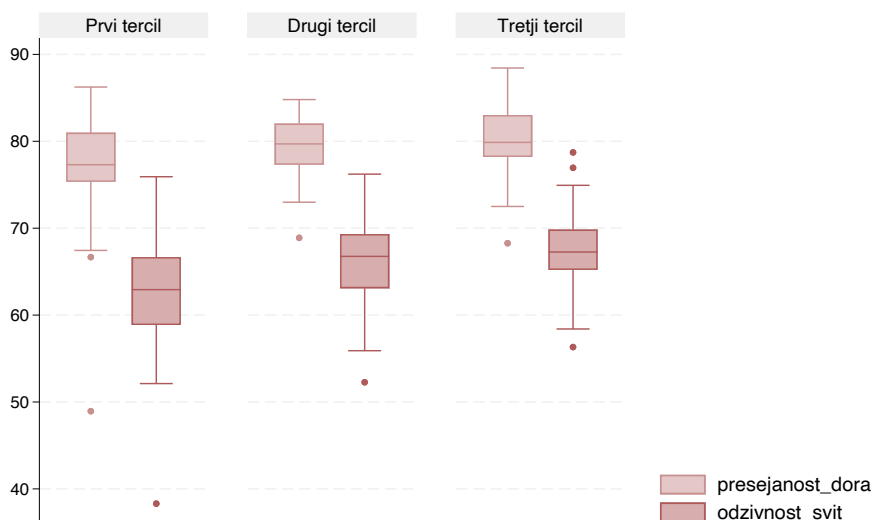 Prvi tercil
Drugi tercil
Tretji tercil
90
80
70
60
50
40
presejanost_dora
odzivnost_svit